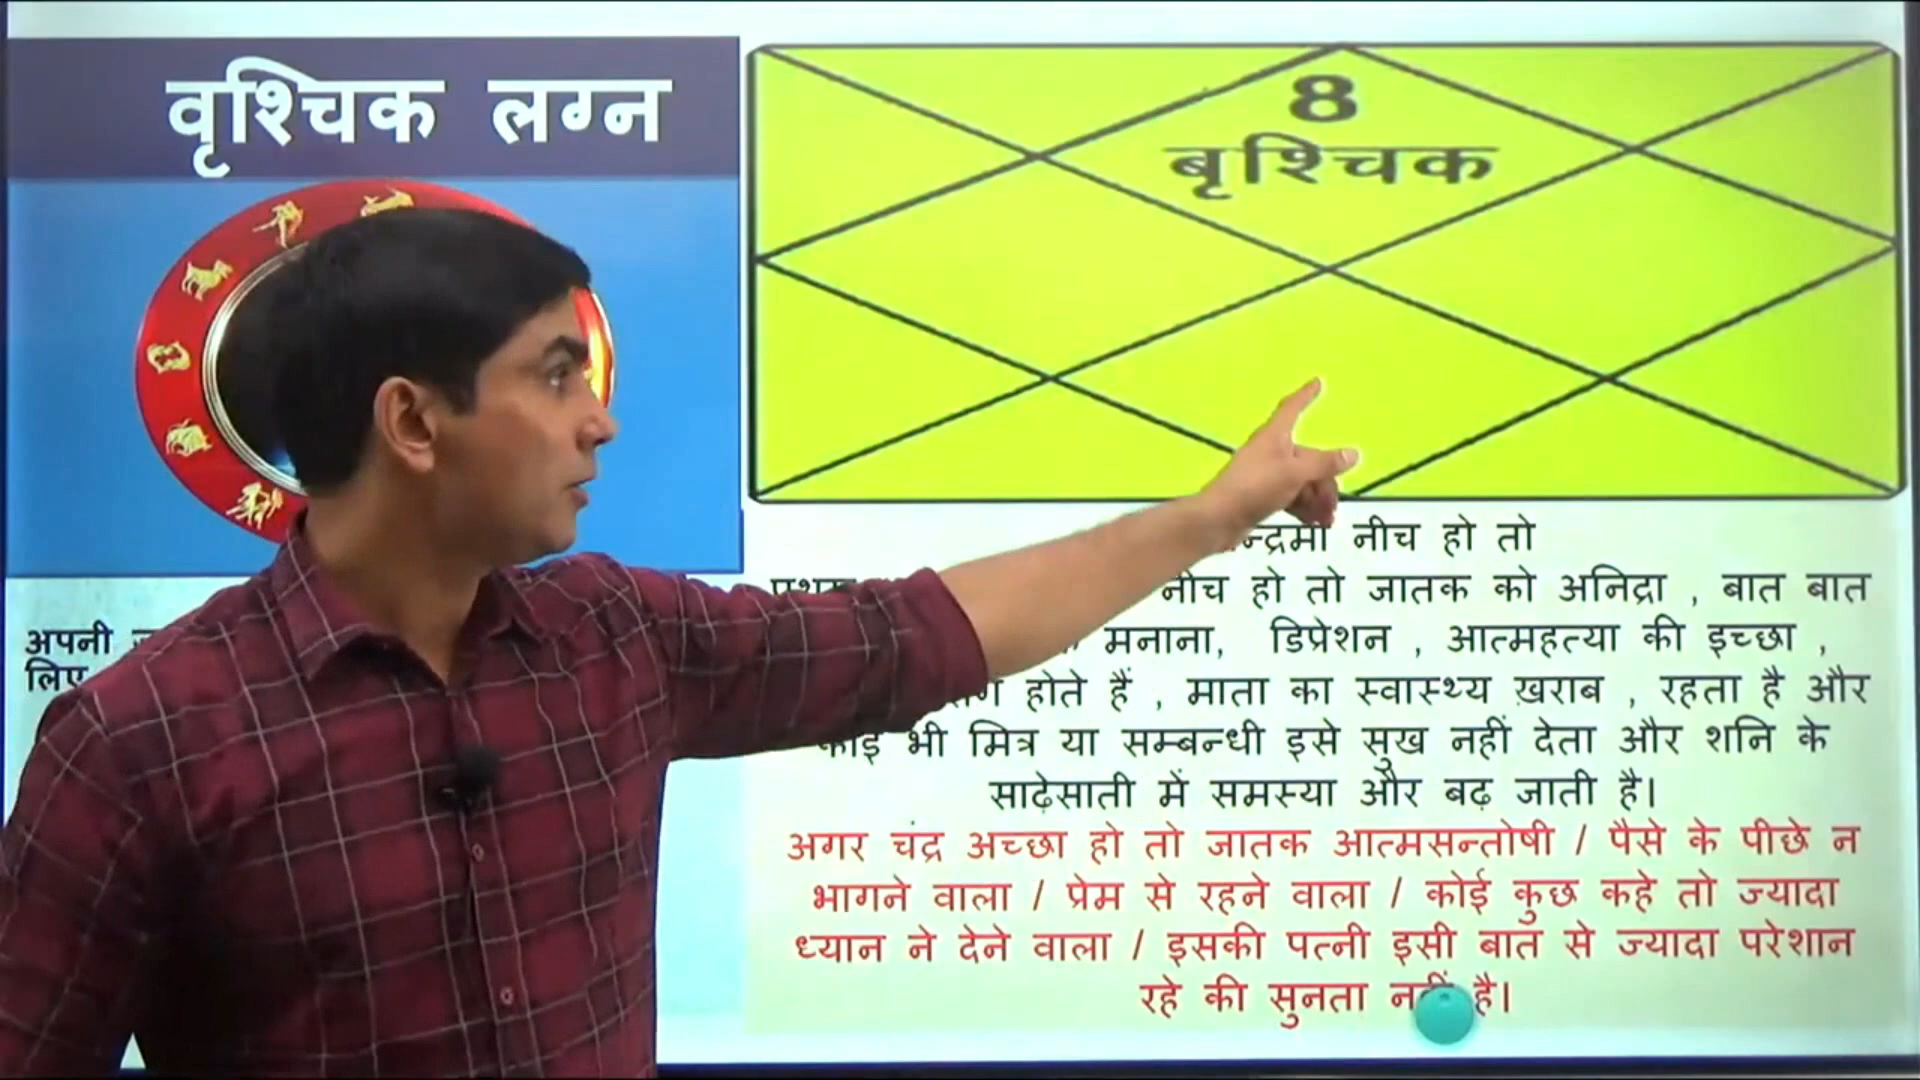 वृश्चिक लग्न
8
बृश्चिक
अपनी
लिए
नीच हो तो
नीच हो तो जातक को अनिद्रा , बात बात
मनाना, डिप्रेशन , आत्महत्या की इच्छा ,
होते हैं , माता का स्वास्थ्य ख़राब , रहता है और
भी मित्र या सम्बन्धी इसे सुख नहीं देता और शनि के
साढ़ेसाती में समस्या और बढ़ जाती है।
अगर चंद्र अच्छा हो तो जातक आत्मसन्तोषी / पैसे के पीछे न
भागने वाला / प्रेम से रहने वाला / कोई कुछ कहे तो ज्यादा
ध्यान ने देने वाला / इसकी पत्नी इसी बात से ज्यादा परेशान
रहे की सुनता नहीं है।